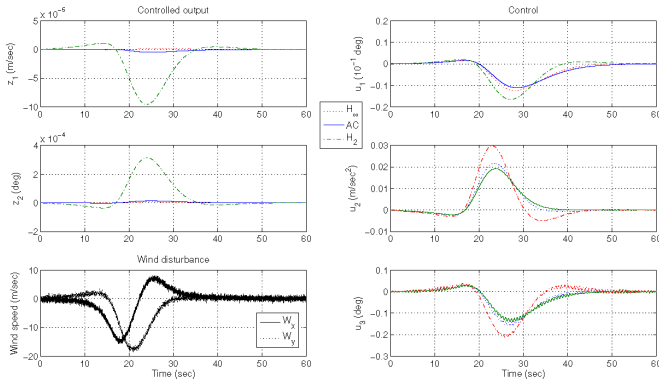 Controlled output
Control
5
x 10^-6
0
-5
-10
0 10 20 30 40 50 60
z_1 (m/sec)
0.2
0.1
0
-0.1
-0.2
0 10 20 30 40 50 60
u_1 (10^-1 deg)
H_s
AC
H_2
4
x 10^-4
2
0
-2
0 10 20 30 40 50 60
z_2 (deg)
0.03
0.02
0.01
0
-0.01
0 10 20 30 40 50 60
u_2 (m/sec^2)
Wind disturbance
10
0
-10
-20
0 10 20 30 40 50 60
Wind speed (m/sec)
Time (sec)
W_x
W_y
0.1
0
-0.1
-0.2
-0.3
0 10 20 30 40 50 60
u_3 (m/sec)
Time (sec)